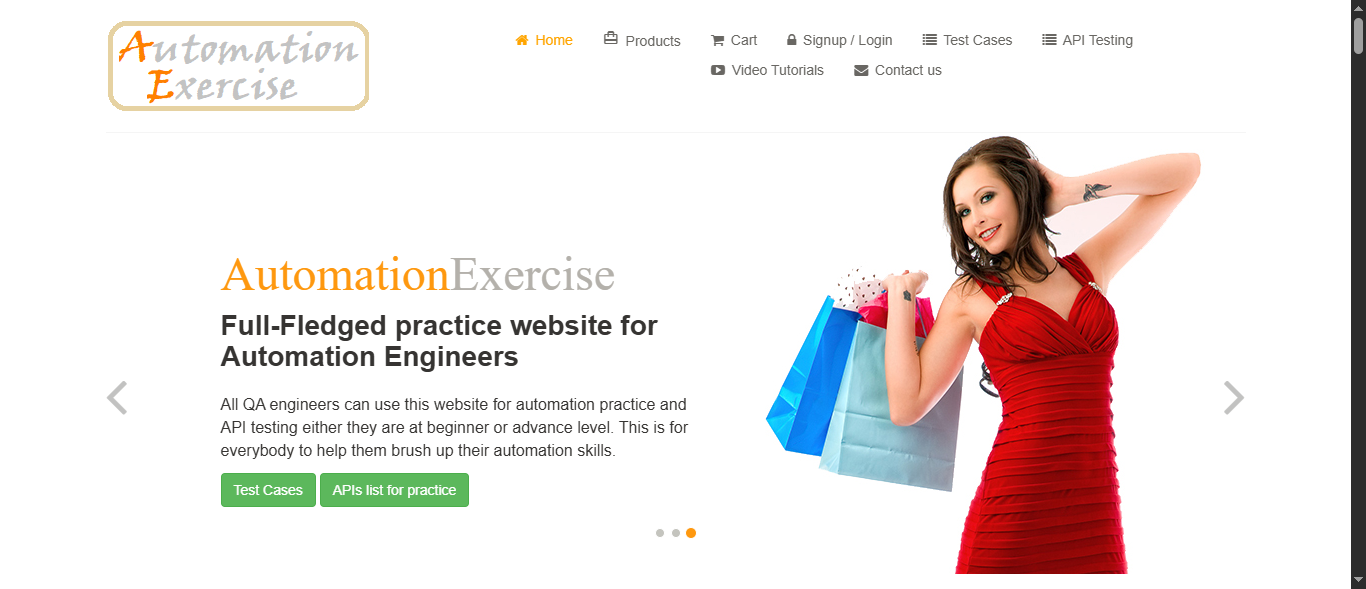 Automation
Exercise
Home
Products
Cart
Signup / Login
Test Cases
API Testing
Video Tutorials
Contact us
AutomationExercise
Full-Fledged practice website for
Automation Engineers
All QA engineers can use this website for automation practice and
API testing either they are at beginner or advance level. This is for
everybody to help them brush up their automation skills.
Test Cases
APIs list for practice